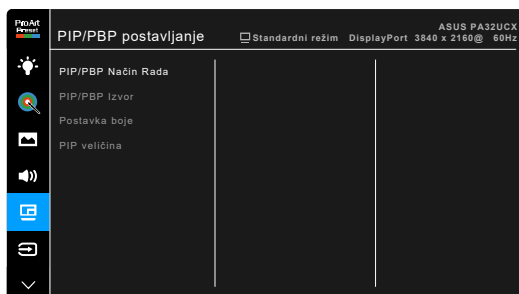 ProArt
Preset
PIP/PBP postavljanje
ASUS PA32UCX
Standardni režim DisplayPort 3840 x 2160@ 60Hz
PIP/PBP Način Rada
PIP/PBP Izvor
Postavka boje
PIP veličina